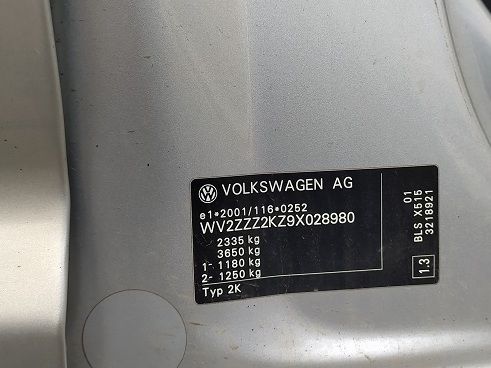 VOLKSWAGEN AG
e1*2001/116*0252
WV2ZZZ2KZ9X028980
2335 kg
3650 kg
1- 1180 kg
2- 1250 kg
Typ 2K
01
BLS X515
3218921
1.3